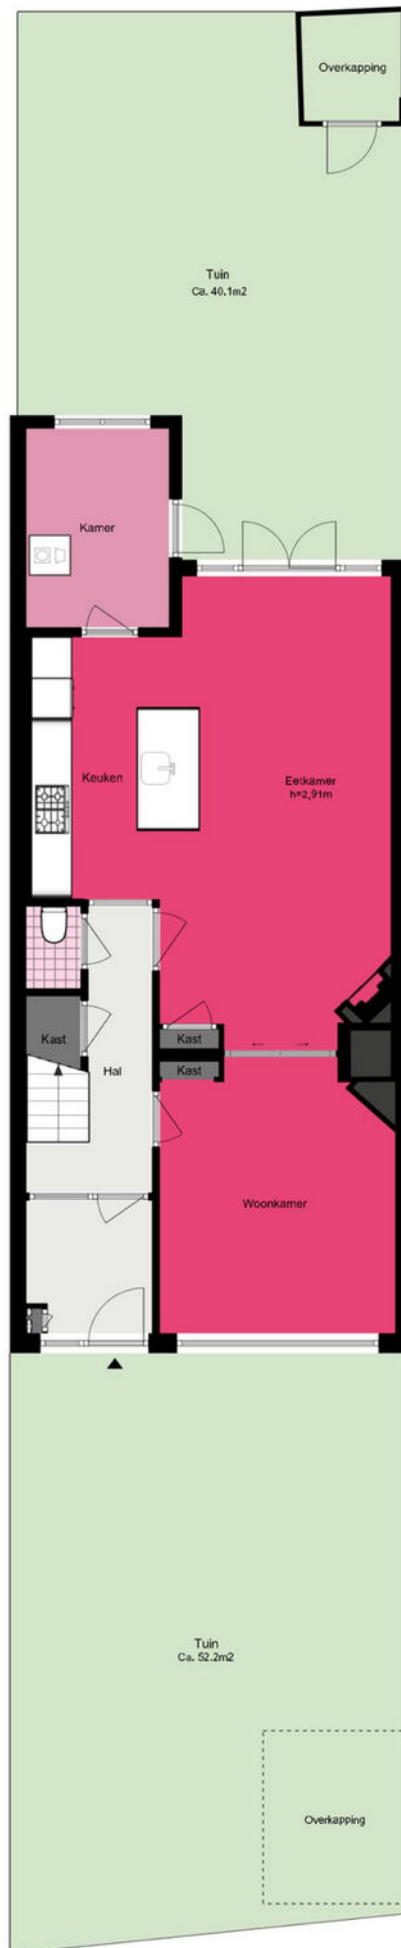 Overkapping
Tuin
Ca. 40.1m2
Kamer
Keuken
Eetkamer
h=2,91m
Kast
Kast
Hal
Kast
Woonkamer
Tuin
Ca. 52.2m2
Overkapping